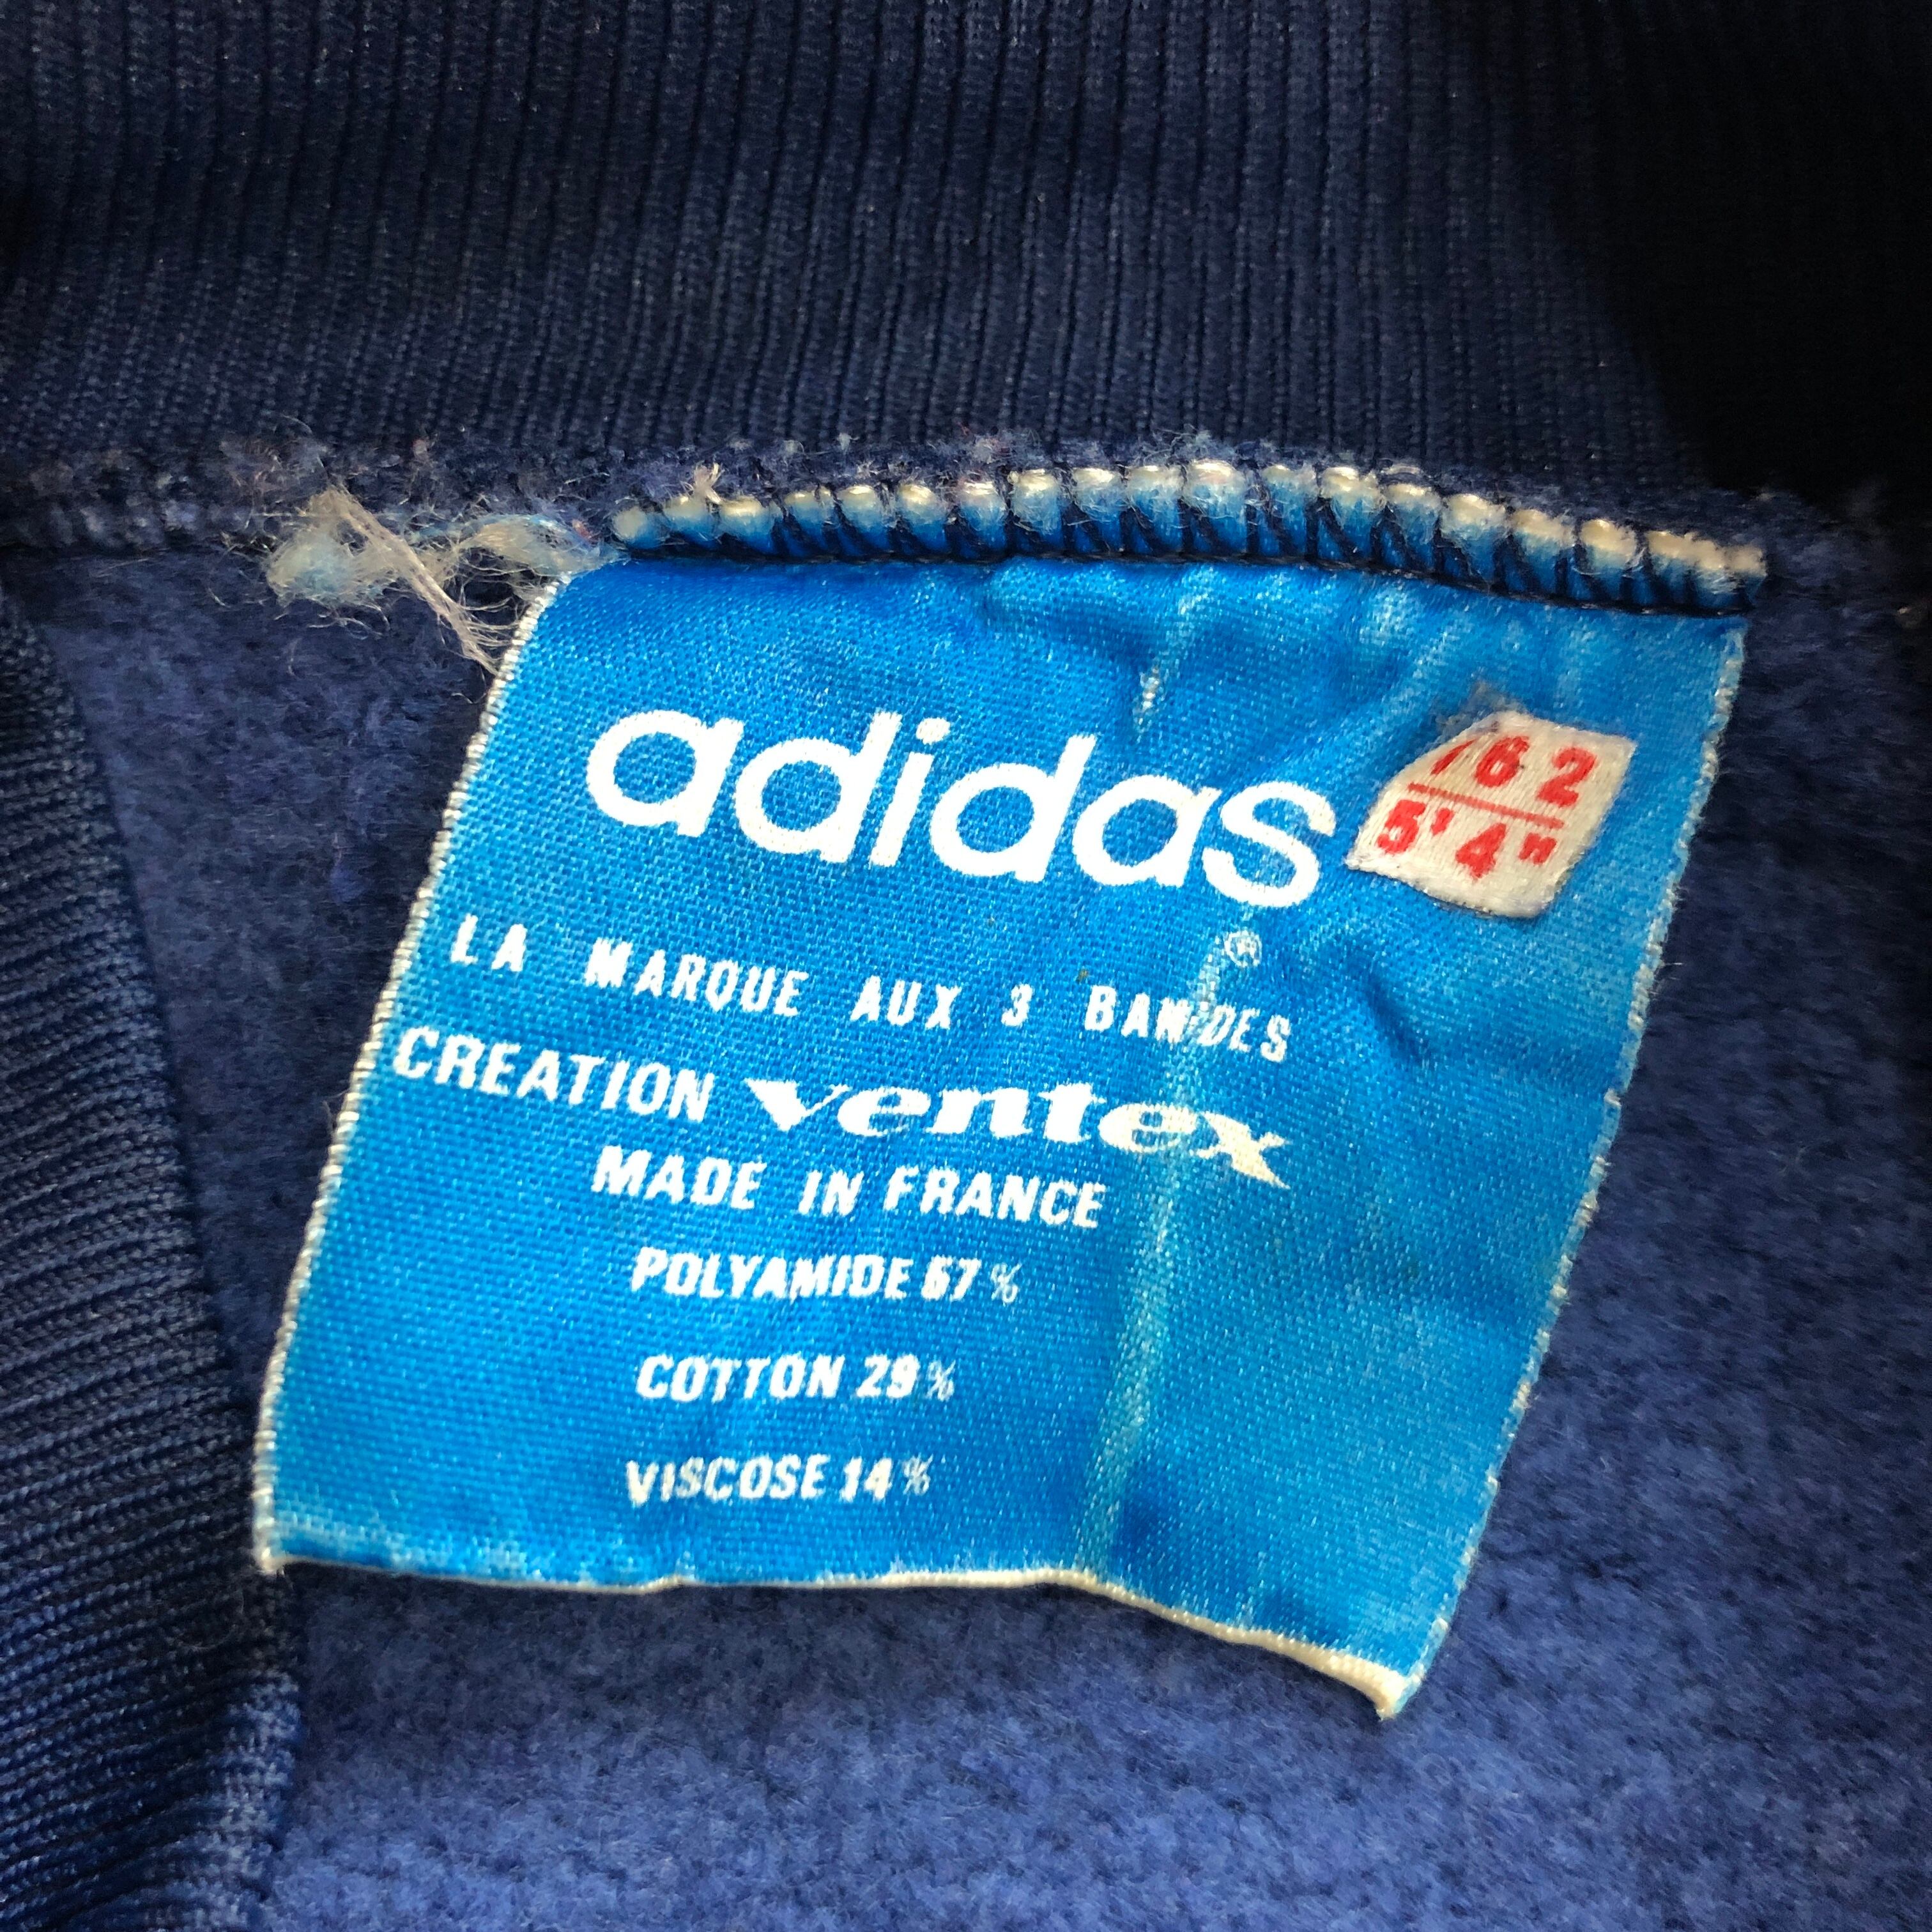 adidas
162
5'4"
®
LA MARQUE AUX 3 BANDES
CREATION ventex
MADE IN FRANCE
POLYAMIDE 57%
COTTON 29%
VISCOSE 14%